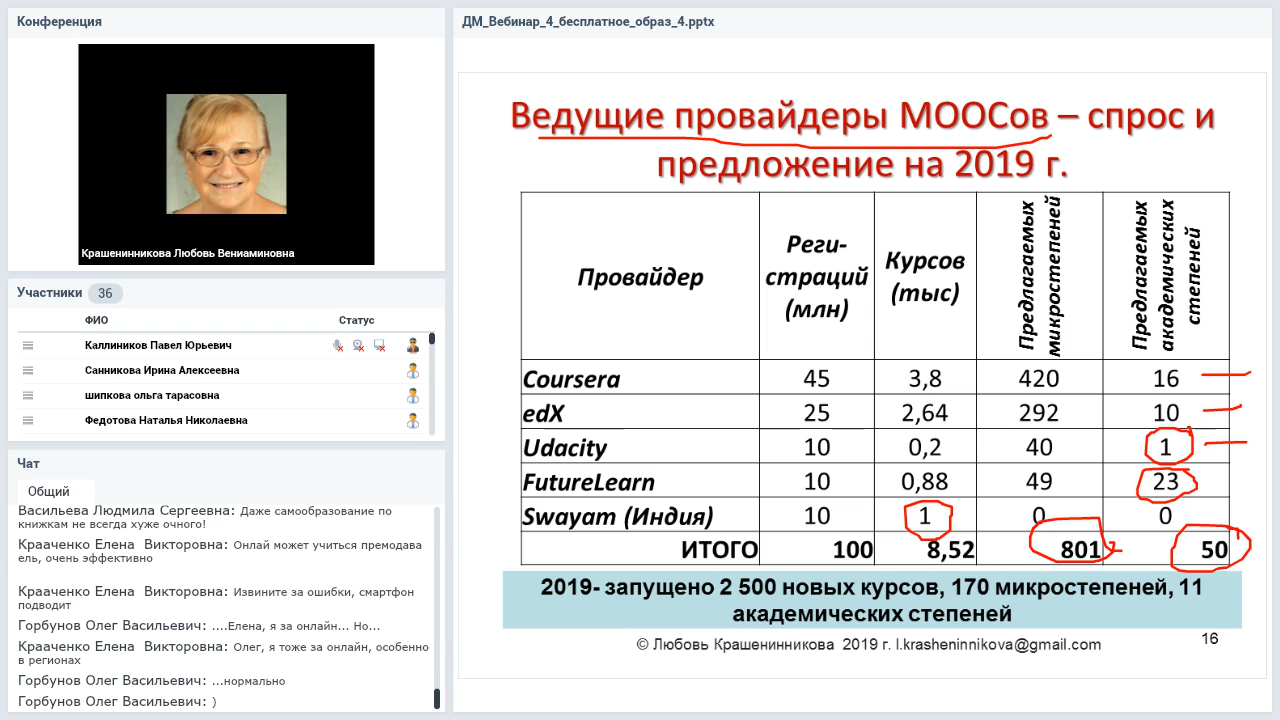 Конференция
Крашенинникова Любовь Вениаминовна
Участники 36
ФИО Статус
Каллиников Павел Юрьевич
Санникова Ирина Алексеевна
шипкова ольга тарасовна
Федотова Наталья Николаевна
Чат
Общий
Васильева Людмила Сергеевна: Даже самообразование по
книжкам не всегда хуже очного!
Крааченко Елена Викторовна: Олай может учиться премодава
ель, очень эффективно
Крааченко Елена Викторовна: Извините за ошибки, смартфон
подводит
Горбунов Олег Васильевич: ....Елена, я за онлайн... Но...
Крааченко Елена Викторовна: Олег, я тоже за онлайн, особенно
в регионах
Горбунов Олег Васильевич: ...нормально
Горбунов Олег Васильевич: )
ДМ_Вебинар_4_бесплатное_образ_4.pptx
Ведущие провайдеры МООСов – спрос и
предложение на 2019 г.
Провайдер
Реги-
страций
(млн)
Курсов
(тыс)
Предлагаемых
микростепеней
Предлагаемых
академических
степеней
Coursera 45 3,8 420 16
edX 25 2,64 292 10
Udacity 10 0,2 40 1
FutureLearn 10 0,88 49 23
Swayam (Индия) 10 1 0 0
ИТОГО 100 8,52 801 50
2019- запущено 2 500 новых курсов, 170 микростепеней, 11
академических степеней
© Любовь Крашенинникова 2019 г. l.krasheninnikova@gmail.com
16